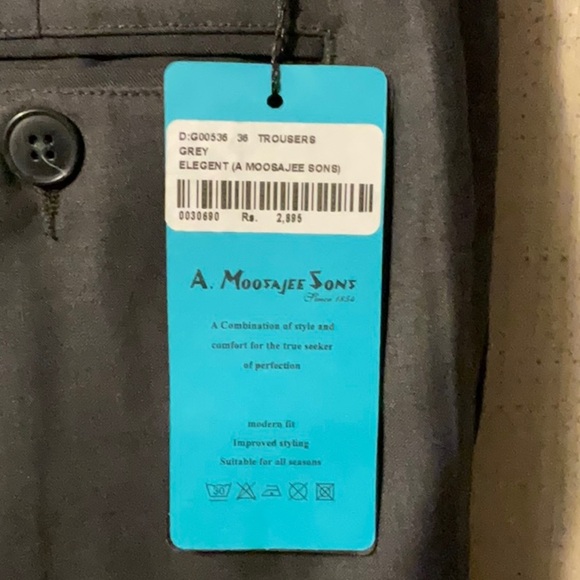 D:G00536 36 TROUSERS
GREY
ELEGENT (A MOOSAJEE SONS)
0030690 Rs. 2,895
A. MOOSAJEE SONS
Since 1854
A Combination of style and
comfort for the true seeker
of perfection
modern fit
Improved styling
Suitable for all seasons
30